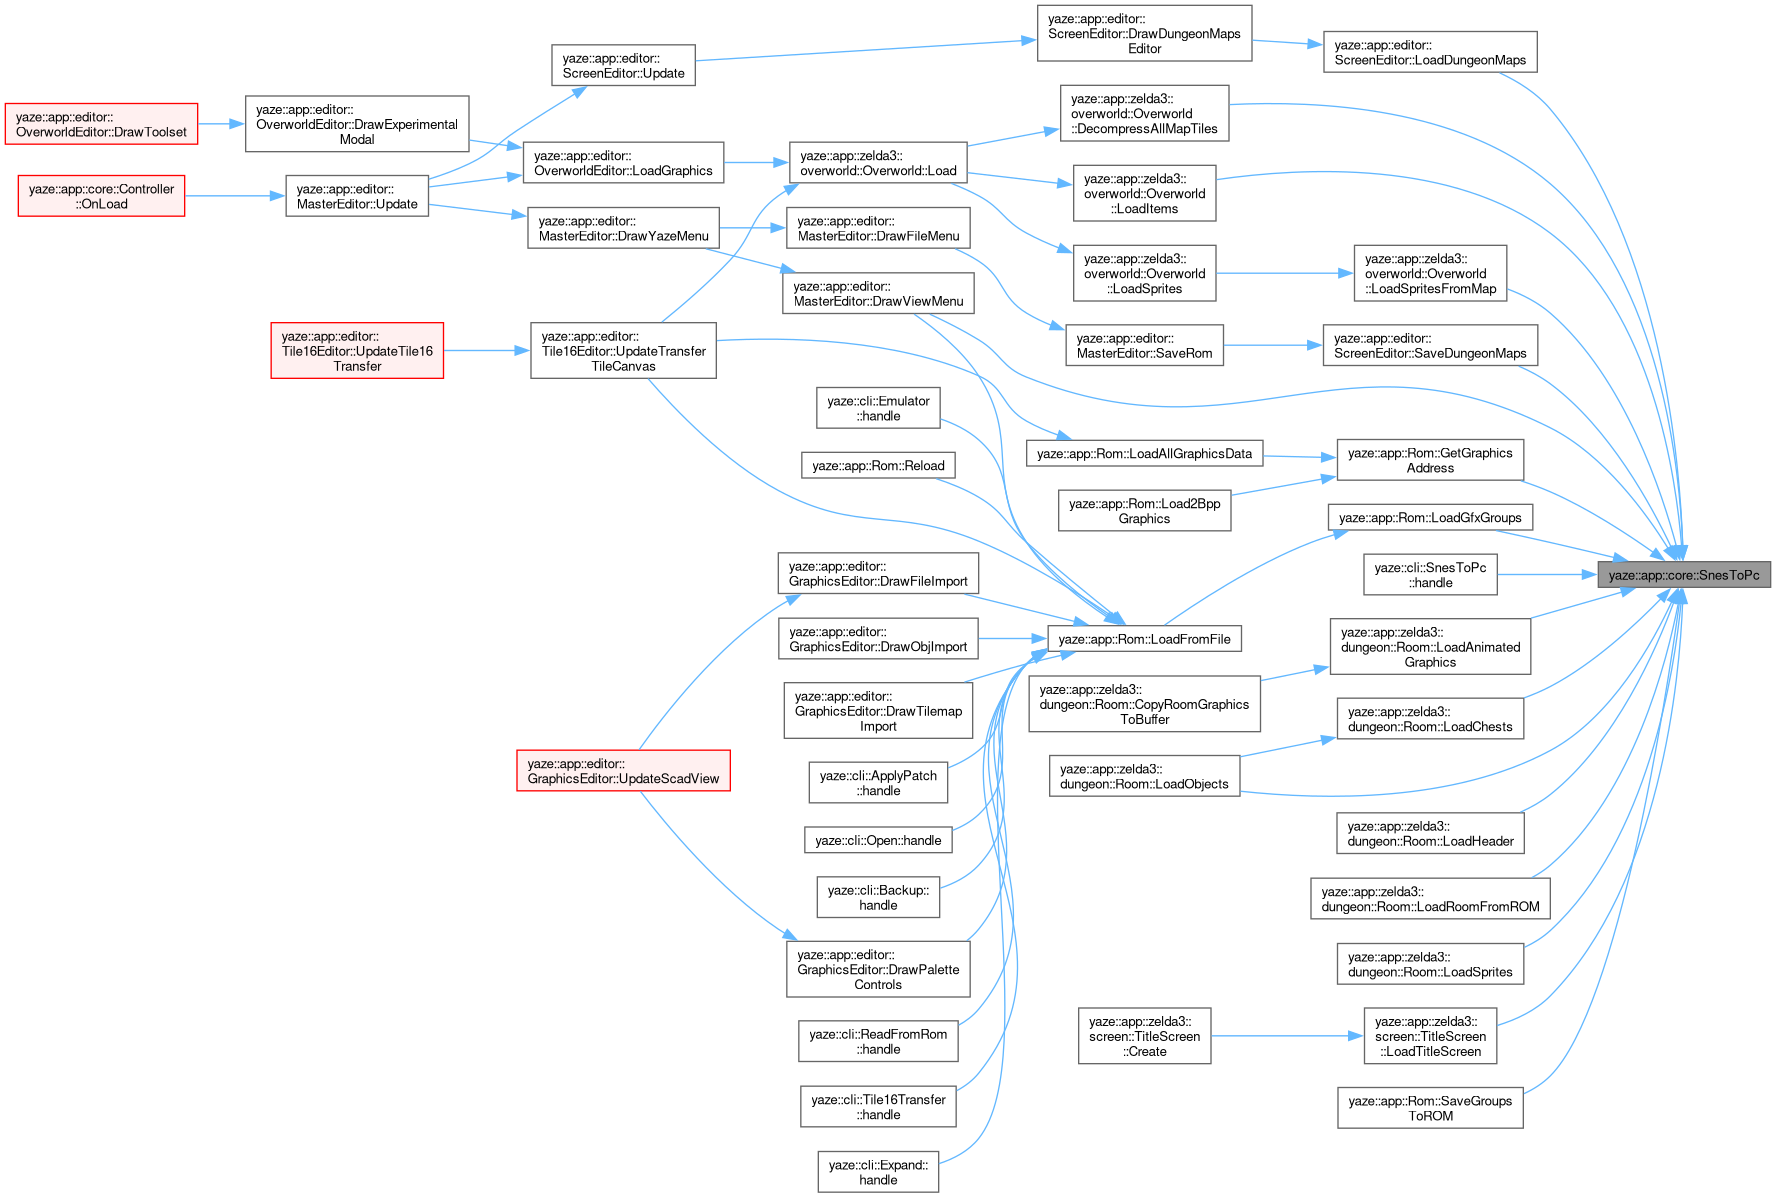 yaze::app::editor::
OverworldEditor::DrawToolset
yaze::app::core::Controller
::OnLoad
yaze::app::editor::
OverworldEditor::DrawExperimental
Modal
yaze::app::editor::
MasterEditor::Update
yaze::app::editor::
Tile16Editor::UpdateTile16
Transfer
yaze::app::editor::
ScreenEditor::Update
yaze::app::editor::
OverworldEditor::LoadGraphics
yaze::app::editor::
MasterEditor::DrawYazeMenu
yaze::app::editor::
Tile16Editor::UpdateTransfer
TileCanvas
yaze::app::editor::
GraphicsEditor::UpdateScadView
yaze::app::zelda3::
overworld::Overworld::Load
yaze::app::editor::
MasterEditor::DrawFileMenu
yaze::app::editor::
MasterEditor::DrawViewMenu
yaze::cli::Emulator
::handle
yaze::app::Rom::Reload
yaze::app::editor::
GraphicsEditor::DrawFileImport
yaze::app::editor::
GraphicsEditor::DrawObjImport
yaze::app::editor::
GraphicsEditor::DrawTilemap
Import
yaze::cli::ApplyPatch
::handle
yaze::cli::Open::handle
yaze::cli::Backup::
handle
yaze::app::editor::
GraphicsEditor::DrawPalette
Controls
yaze::cli::ReadFromRom
::handle
yaze::cli::Tile16Transfer
::handle
yaze::cli::Expand::
handle
yaze::app::editor::
ScreenEditor::DrawDungeonMaps
Editor
yaze::app::zelda3::
overworld::Overworld
::DecompressAllMapTiles
yaze::app::zelda3::
overworld::Overworld
::LoadItems
yaze::app::zelda3::
overworld::Overworld
::LoadSprites
yaze::app::editor::
MasterEditor::SaveRom
yaze::app::Rom::LoadAllGraphicsData
yaze::app::Rom::Load2Bpp
Graphics
yaze::app::Rom::LoadFromFile
yaze::app::zelda3::
dungeon::Room::CopyRoomGraphics
ToBuffer
yaze::app::zelda3::
dungeon::Room::LoadObjects
yaze::app::zelda3::
screen::TitleScreen
::Create
yaze::app::editor::
ScreenEditor::LoadDungeonMaps
yaze::app::zelda3::
overworld::Overworld
::LoadSpritesFromMap
yaze::app::editor::
ScreenEditor::SaveDungeonMaps
yaze::app::Rom::GetGraphics
Address
yaze::app::Rom::LoadGfxGroups
yaze::cli::SnesToPc
::handle
yaze::app::zelda3::
dungeon::Room::LoadAnimated
Graphics
yaze::app::zelda3::
dungeon::Room::LoadChests
yaze::app::zelda3::
dungeon::Room::LoadHeader
yaze::app::zelda3::
dungeon::Room::LoadRoomFromROM
yaze::app::zelda3::
dungeon::Room::LoadSprites
yaze::app::zelda3::
screen::TitleScreen
::LoadTitleScreen
yaze::app::Rom::SaveGroups
ToROM
yaze::app::core::SnesToPc